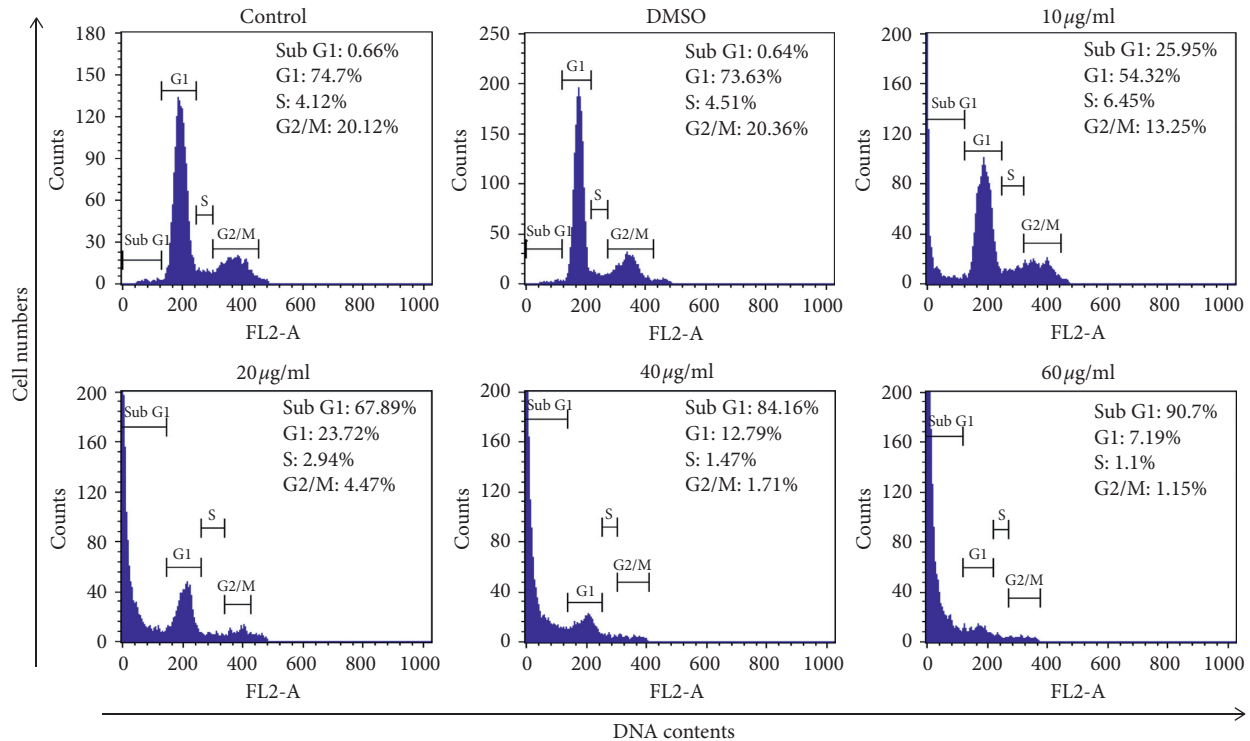 Cell numbers
Control
Counts
180
150
120
90
60
30
0
Sub G1: 0.66%
G1: 74.7%
S: 4.12%
G2/M: 20.12%
G1
S
Sub G1
G2/M
0 200 400 600 800 1000
FL2-A
DMSO
Counts
250
200
150
100
50
0
Sub G1: 0.64%
G1: 73.63%
S: 4.51%
G2/M: 20.36%
G1
S
Sub G1
G2/M
0 200 400 600 800 1000
FL2-A
10 μg/ml
Counts
200
160
120
80
40
0
Sub G1: 25.95%
G1: 54.32%
S: 6.45%
G2/M: 13.25%
Sub G1
G1
S
G2/M
0 200 400 600 800 1000
FL2-A
20 μg/ml
Counts
200
160
120
80
40
0
Sub G1: 67.89%
G1: 23.72%
S: 2.94%
G2/M: 4.47%
Sub G1
S
G1
G2/M
0 200 400 600 800 1000
FL2-A
40 μg/ml
Counts
200
160
120
80
40
0
Sub G1: 84.16%
G1: 12.79%
S: 1.47%
G2/M: 1.71%
Sub G1
S
G2/M
G1
0 200 400 600 800 1000
FL2-A
60 μg/ml
Counts
200
160
120
80
40
0
Sub G1: 90.7%
G1: 7.19%
S: 1.1%
G2/M: 1.15%
Sub G1
S
G1
G2/M
0 200 400 600 800 1000
FL2-A
DNA contents